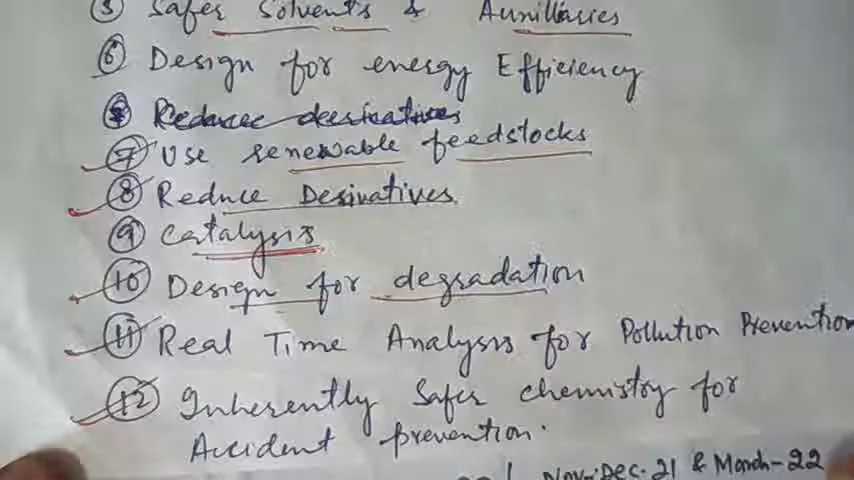 ⑤ Safer Solvents & Auxiliaries
⑥ Design for energy Efficiency
Reduce derivatives
⑦ Use renewable feedstocks
⑧ Reduce Derivatives
⑨ Catalysis
⑩ Design for degradation
⑪ Real Time Analysis for Pollution Prevention
⑫ Inherently Safer chemistry for
Accident prevention.
Nov-Dec-21 & March-22